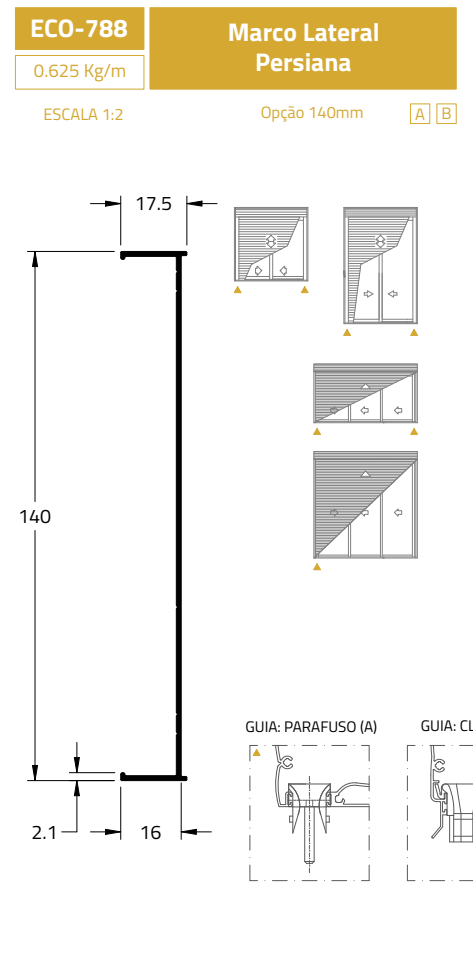 ECO-788
Marco Lateral
Persiana
0.625 Kg/m
ESCALA 1:2
Opção 140mm
A B
17.5
140
2.1
16
GUIA: PARAFUSO (A)
GUIA: